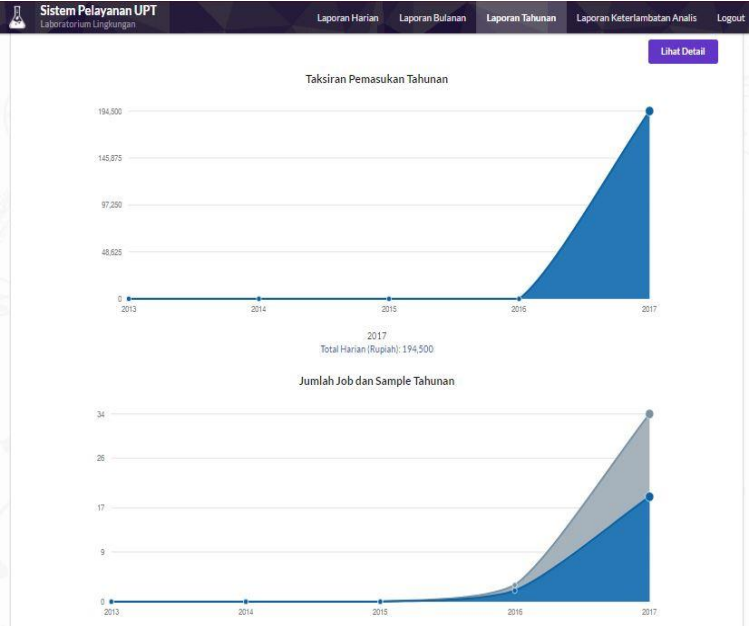 Sistem Pelayanan UPT
Laboratorium Lingkungan
Laporan Harian Laporan Bulanan Laporan Tahunan Laporan Keterlambatan Analis Logout
Lihat Detail
Taksiran Pemasukan Tahunan
194,500
145,875
97,250
48,625
0
2013 2014 2015 2016 2017
2017
Total Harian (Rupiah): 194,500
Jumlah Job dan Sample Tahunan
34
26
17
9
0
2013 2014 2015 2016 2017